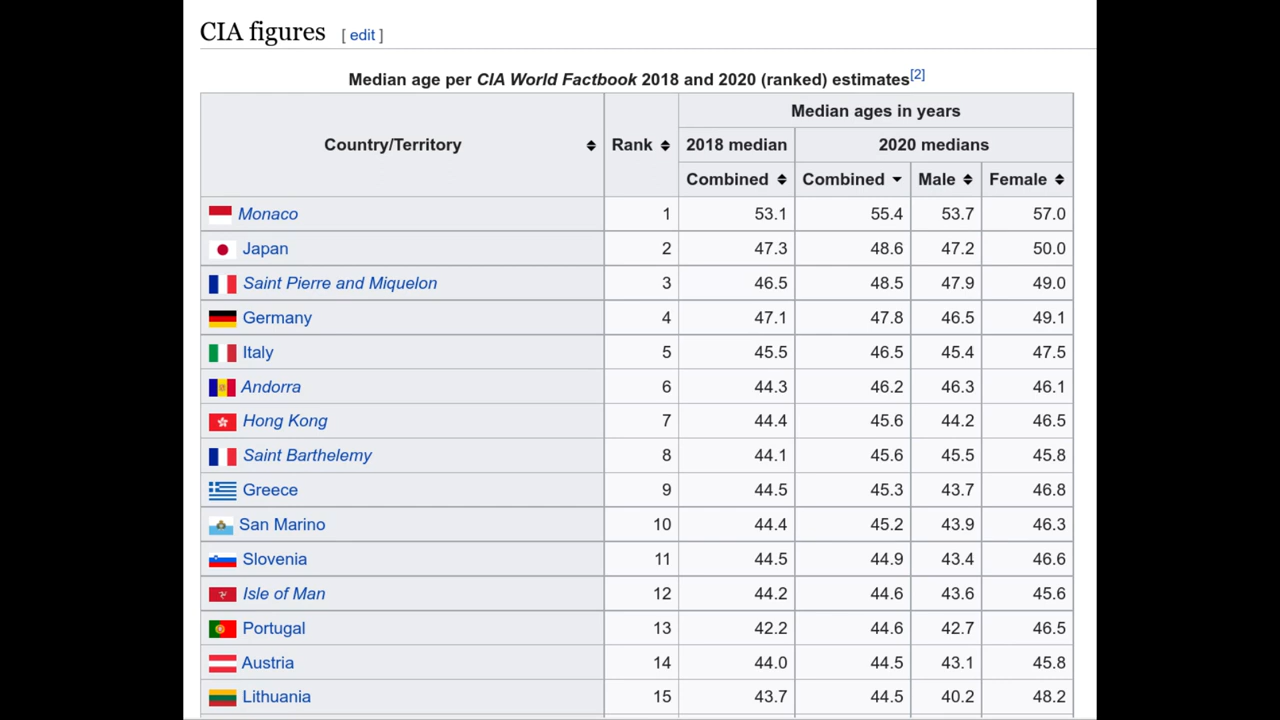 CIA figures [ edit ]
Median age per CIA World Factbook 2018 and 2020 (ranked) estimates[2]
Country/Territory Rank Median ages in years
2018 median 2020 medians
Combined Combined Male Female
Monaco 1 53.1 55.4 53.7 57.0
Japan 2 47.3 48.6 47.2 50.0
Saint Pierre and Miquelon 3 46.5 48.5 47.9 49.0
Germany 4 47.1 47.8 46.5 49.1
Italy 5 45.5 46.5 45.4 47.5
Andorra 6 44.3 46.2 46.3 46.1
Hong Kong 7 44.4 45.6 44.2 46.5
Saint Barthelemy 8 44.1 45.6 45.5 45.8
Greece 9 44.5 45.3 43.7 46.8
San Marino 10 44.4 45.2 43.9 46.3
Slovenia 11 44.5 44.9 43.4 46.6
Isle of Man 12 44.2 44.6 43.6 45.6
Portugal 13 42.2 44.6 42.7 46.5
Austria 14 44.0 44.5 43.1 45.8
Lithuania 15 43.7 44.5 40.2 48.2